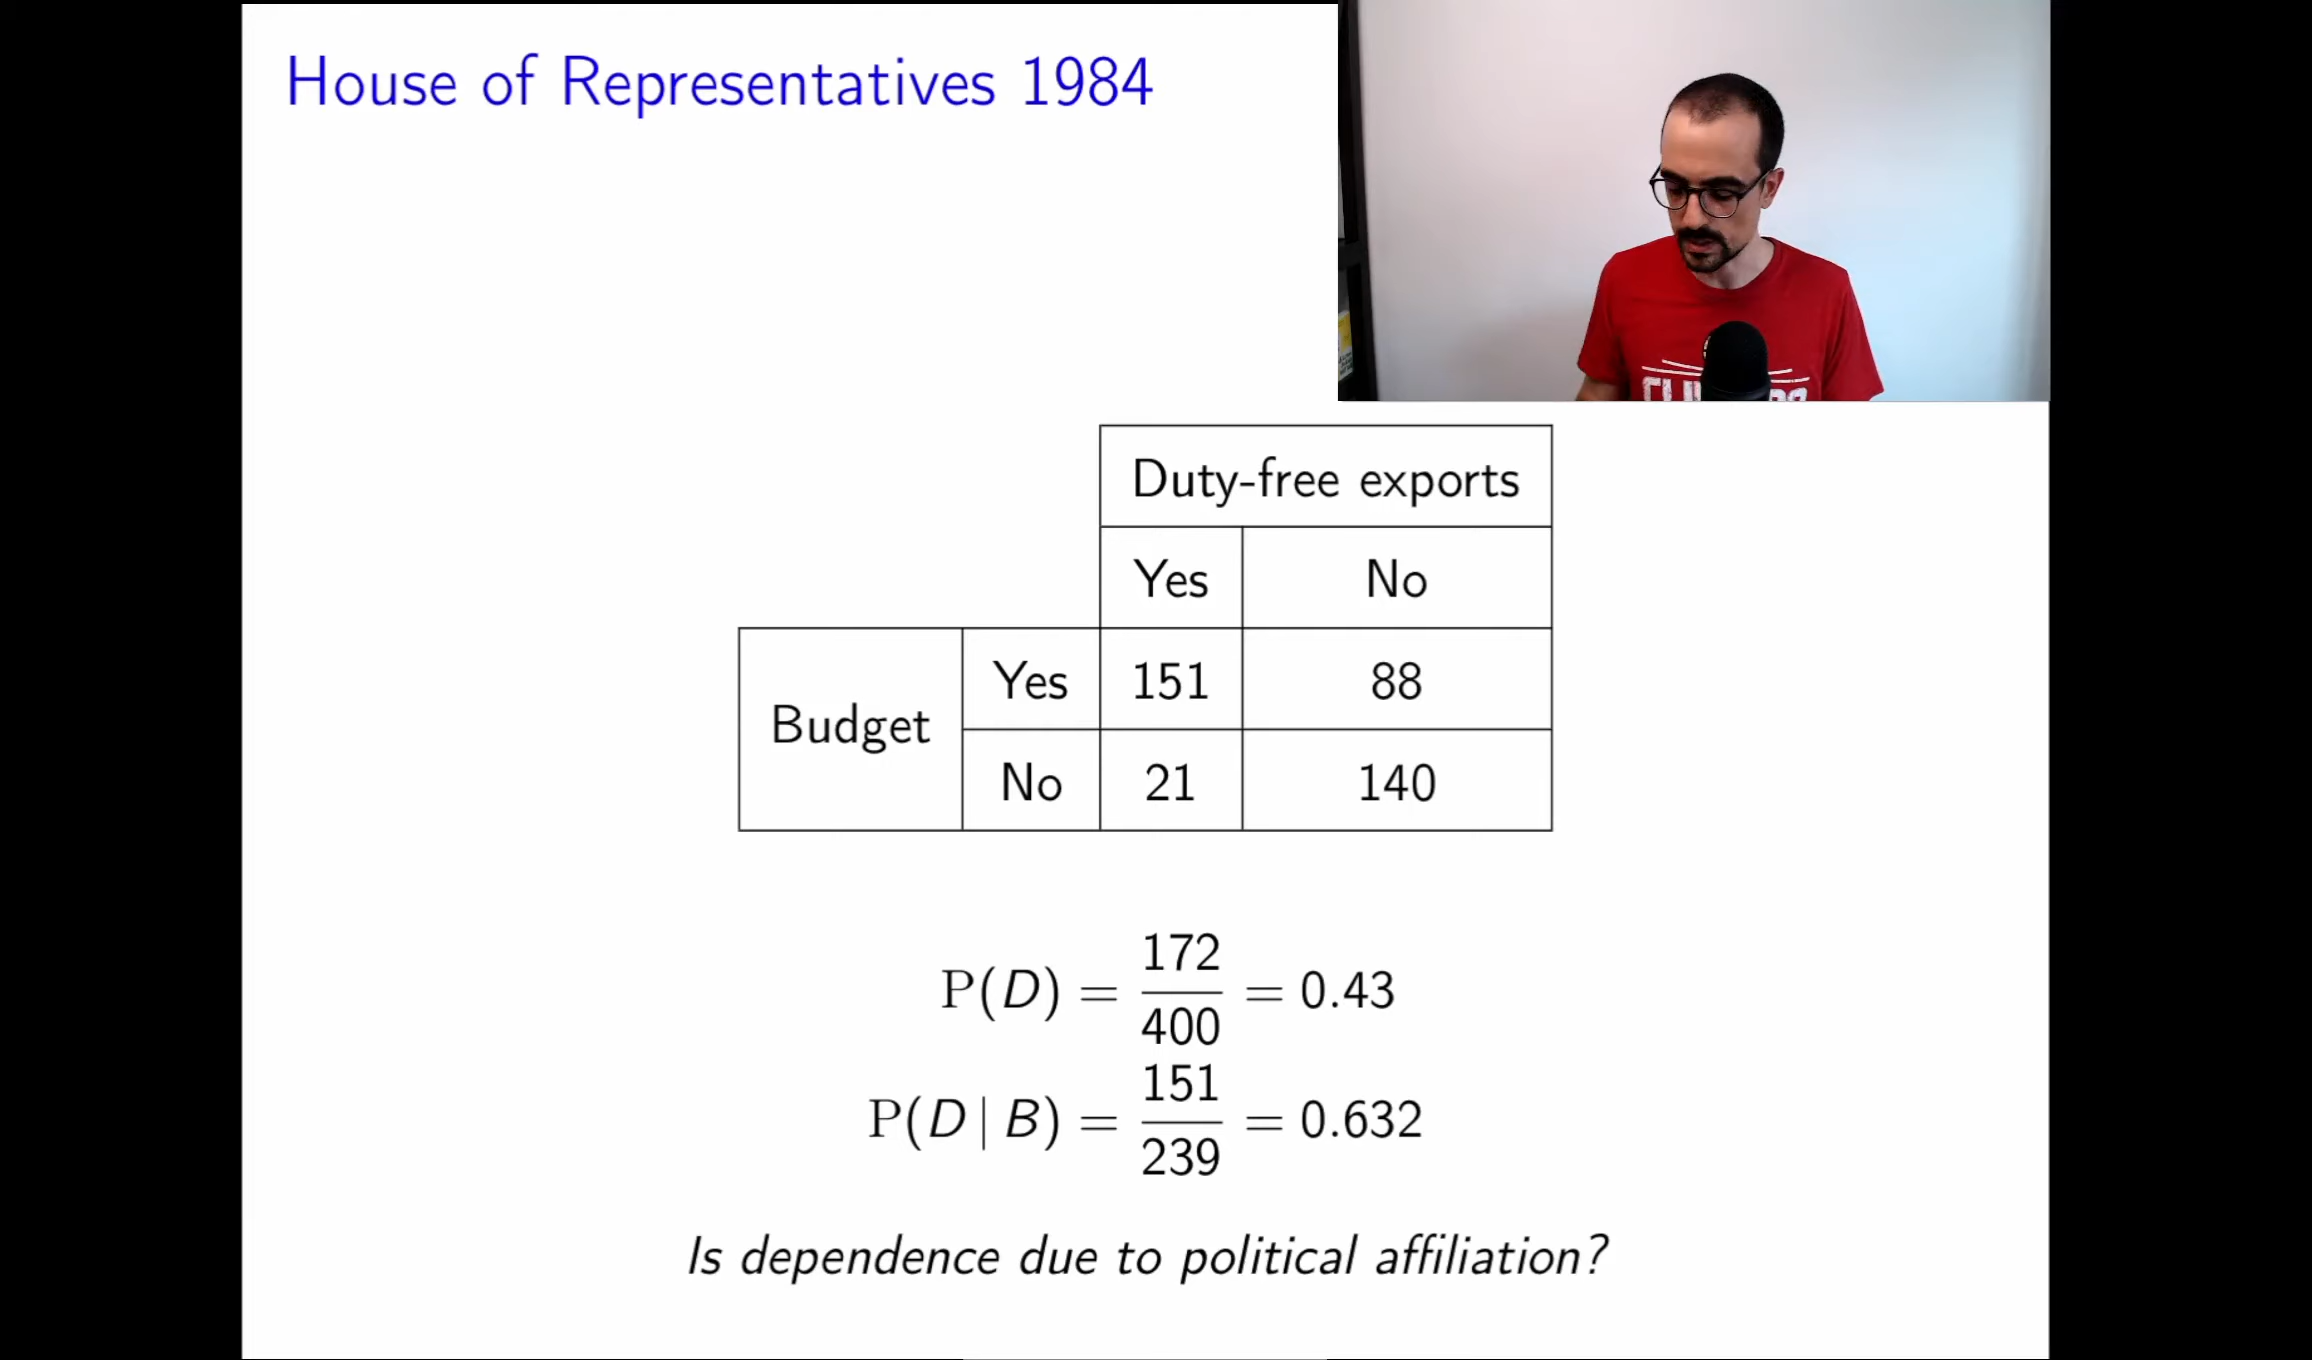 House of Representatives 1984
Duty-free exports
Yes No
Budget Yes 151 88
No 21 140
P(D) = 172/400 = 0.43
P(D | B) = 151/239 = 0.632
Is dependence due to political affiliation?